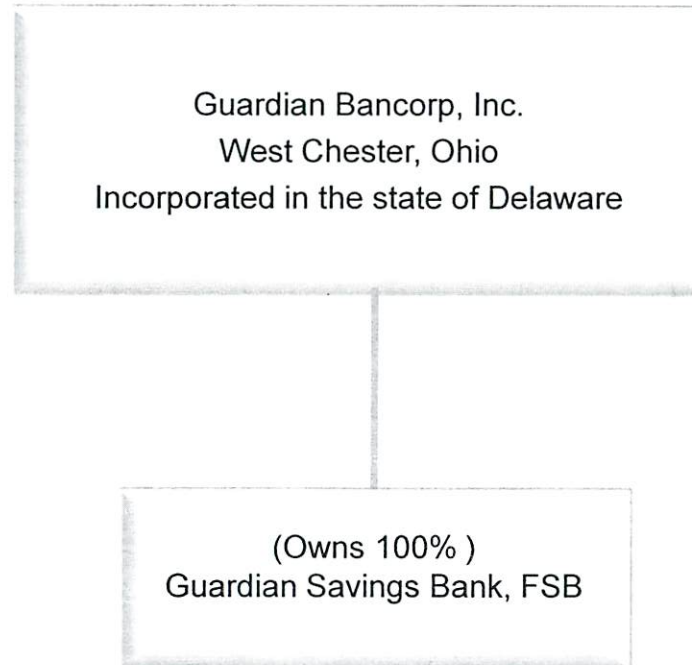 Guardian Bancorp, Inc.
West Chester, Ohio
Incorporated in the state of Delaware
(Owns 100% )
Guardian Savings Bank, FSB